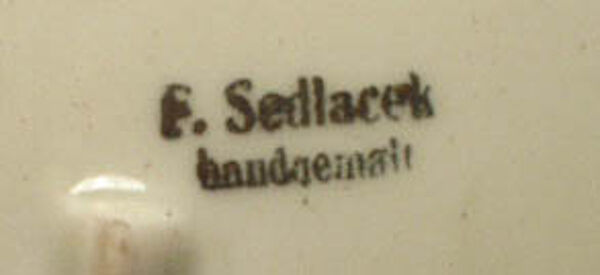 F. Sedlacek
handgemalt